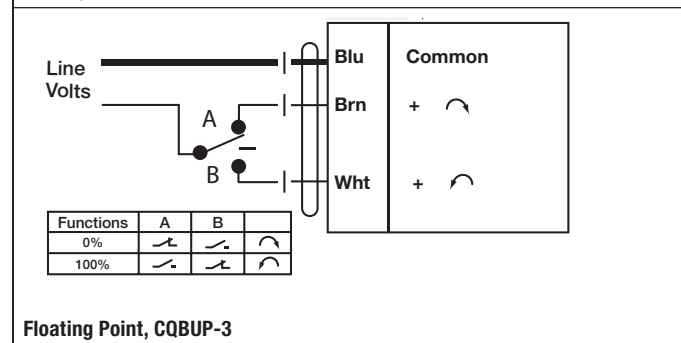 Line
Volts
Blu Common
Brn +
Wht +
A
B
Functions A B
0%
100%
Floating Point, CQBUP-3